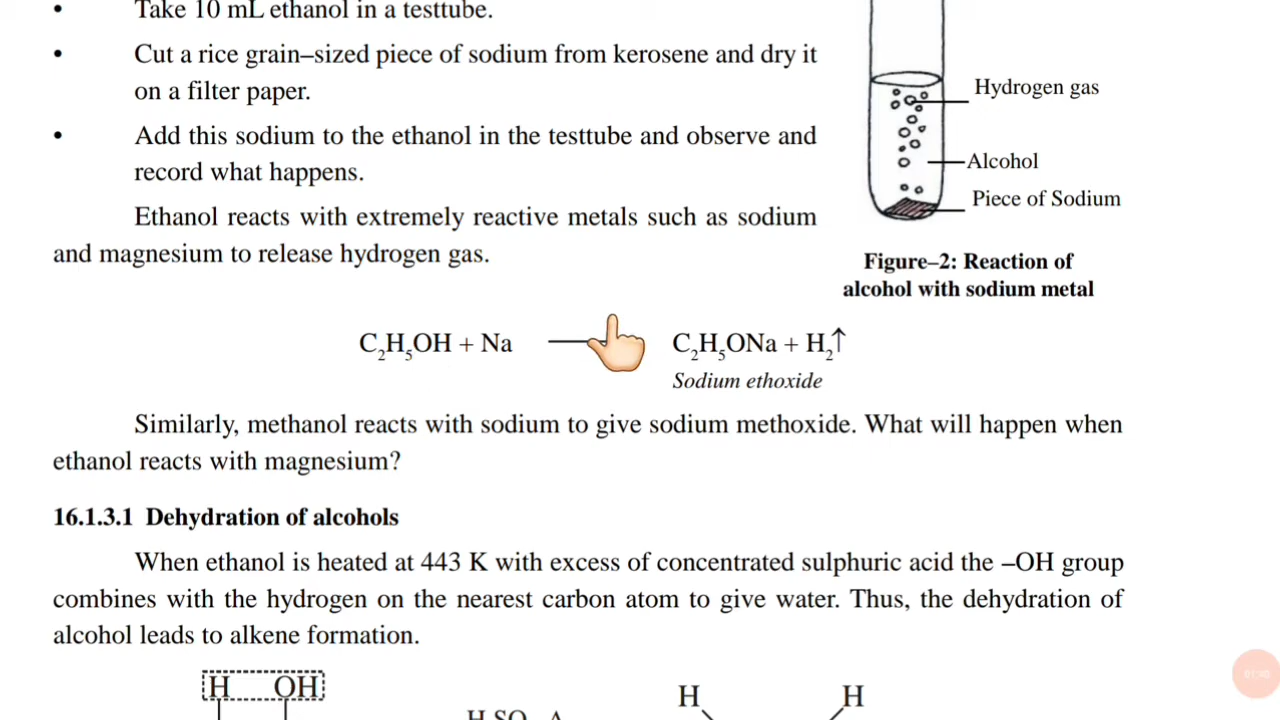 • Take 10 mL ethanol in a testtube.
• Cut a rice grain–sized piece of sodium from kerosene and dry it
on a filter paper.
• Add this sodium to the ethanol in the testtube and observe and
record what happens.
Ethanol reacts with extremely reactive metals such as sodium
and magnesium to release hydrogen gas.
Hydrogen gas
Alcohol
Piece of Sodium
Figure–2: Reaction of
alcohol with sodium metal
C₂H₅OH + Na ⟶ C₂H₅ONa + H₂↑
Sodium ethoxide
Similarly, methanol reacts with sodium to give sodium methoxide. What will happen when
ethanol reacts with magnesium?
16.1.3.1 Dehydration of alcohols
When ethanol is heated at 443 K with excess of concentrated sulphuric acid the –OH group
combines with the hydrogen on the nearest carbon atom to give water. Thus, the dehydration of
alcohol leads to alkene formation.
H OH
H H